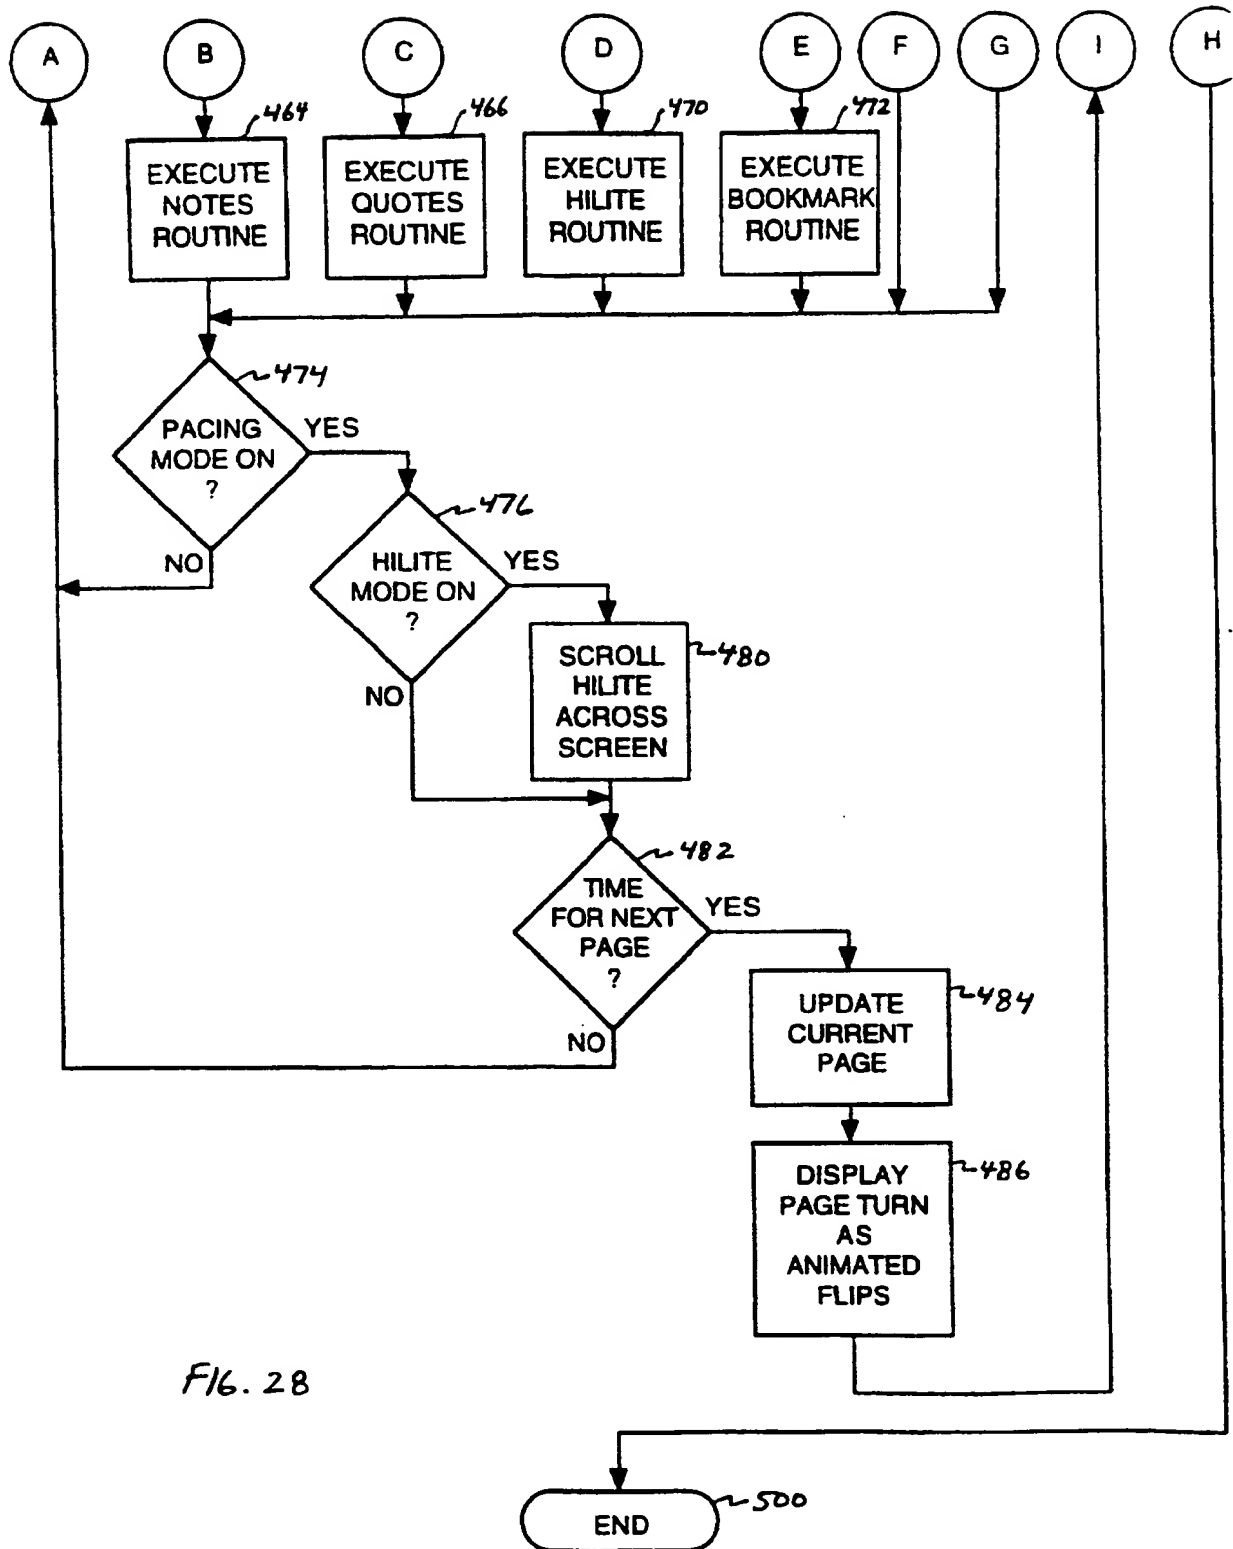 A B C D E F G I H
464 466 470 472
EXECUTE
NOTES
ROUTINE
EXECUTE
QUOTES
ROUTINE
EXECUTE
HILITE
ROUTINE
EXECUTE
BOOKMARK
ROUTINE
474
PACING
MODE ON
?
YES
NO
476
HILITE
MODE ON
?
YES
NO
480
SCROLL
HILITE
ACROSS
SCREEN
482
TIME
FOR NEXT
PAGE
?
YES
NO
484
UPDATE
CURRENT
PAGE
486
DISPLAY
PAGE TURN
AS
ANIMATED
FLIPS
FIG. 28
500
END